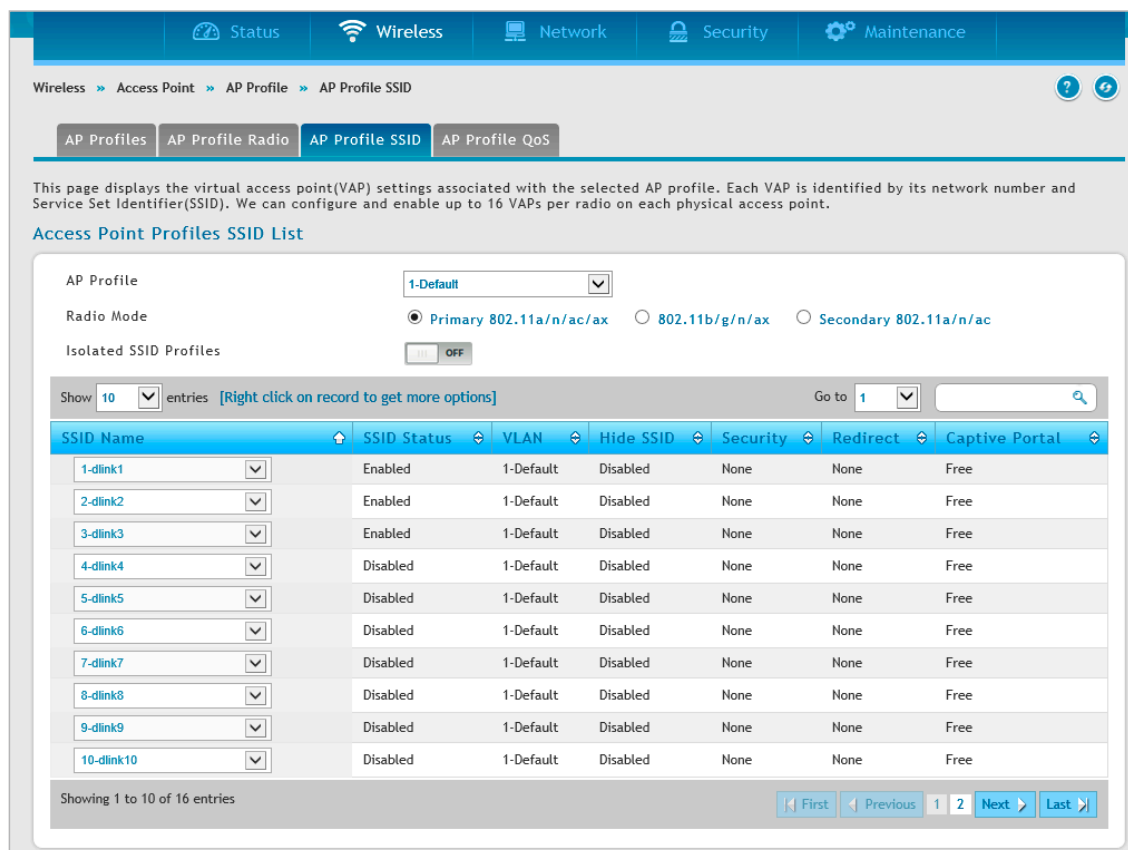 Status Wireless Network Security Maintenance
Wireless » Access Point » AP Profile » AP Profile SSID
AP Profiles AP Profile Radio AP Profile SSID AP Profile QoS
This page displays the virtual access point(VAP) settings associated with the selected AP profile. Each VAP is identified by its network number and
Service Set Identifier(SSID). We can configure and enable up to 16 VAPs per radio on each physical access point.
Access Point Profiles SSID List
AP Profile 1-Default
Radio Mode Primary 802.11a/n/ac/ax 802.11b/g/n/ax Secondary 802.11a/n/ac
Isolated SSID Profiles OFF
Show 10 entries [Right click on record to get more options] Go to 1
SSID Name SSID Status VLAN Hide SSID Security Redirect Captive Portal
1-dlink1 Enabled 1-Default Disabled None None Free
2-dlink2 Enabled 1-Default Disabled None None Free
3-dlink3 Enabled 1-Default Disabled None None Free
4-dlink4 Disabled 1-Default Disabled None None Free
5-dlink5 Disabled 1-Default Disabled None None Free
6-dlink6 Disabled 1-Default Disabled None None Free
7-dlink7 Disabled 1-Default Disabled None None Free
8-dlink8 Disabled 1-Default Disabled None None Free
9-dlink9 Disabled 1-Default Disabled None None Free
10-dlink10 Disabled 1-Default Disabled None None Free
Showing 1 to 10 of 16 entries First Previous 1 2 Next Last